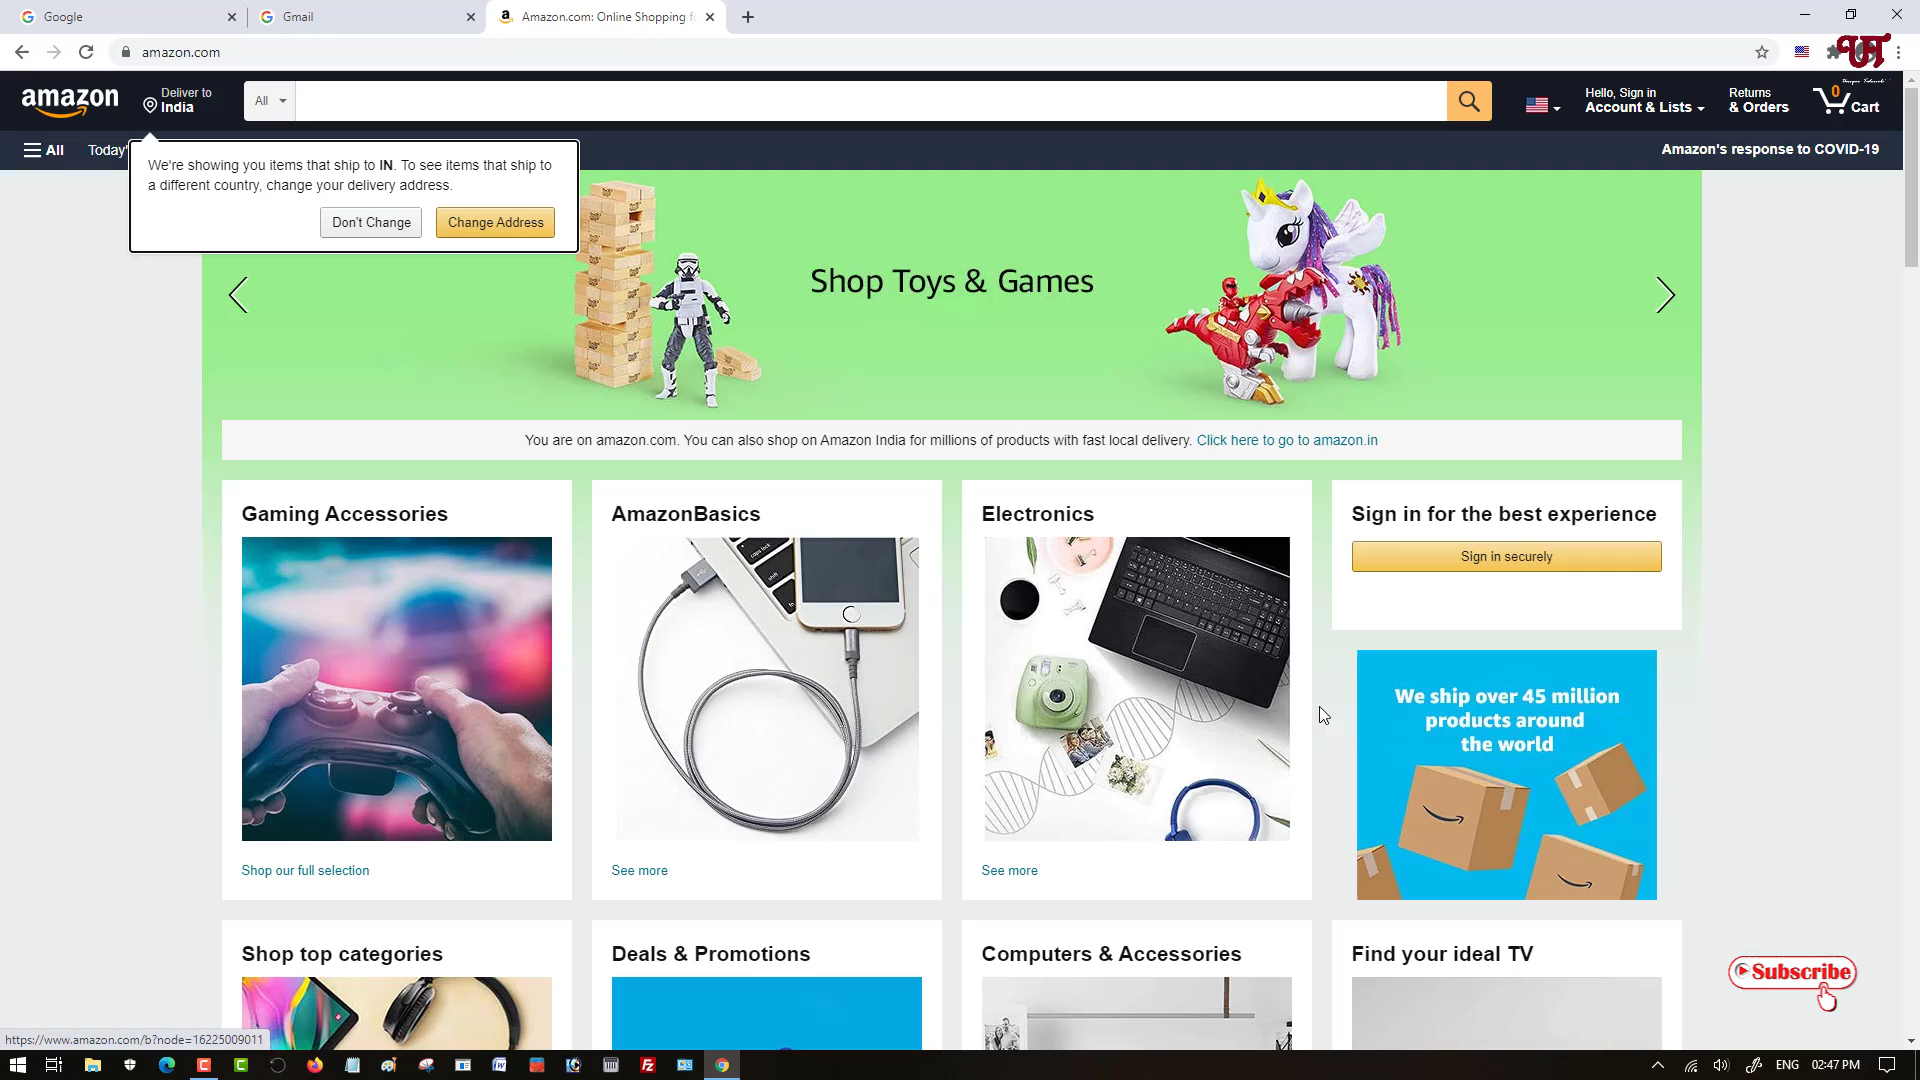 Google
Gmail
Amazon.com: Online Shopping f
amazon.com
amazon
Deliver to
India
All
Hello, Sign in
Account & Lists
Returns
& Orders
0
Cart
All
Today'
Amazon's response to COVID-19
We're showing you items that ship to IN. To see items that ship to
a different country, change your delivery address.
Don't Change
Change Address
Shop Toys & Games
You are on amazon.com. You can also shop on Amazon India for millions of products with fast local delivery. Click here to go to amazon.in
Gaming Accessories
AmazonBasics
Electronics
Sign in for the best experience
Sign in securely
caps lock
shift
We ship over 45 million
products around
the world
Shop our full selection
See more
See more
Shop top categories
Deals & Promotions
Computers & Accessories
Find your ideal TV
Subscribe
https://www.amazon.com/b?node=16225009011
ENG
02:47 PM